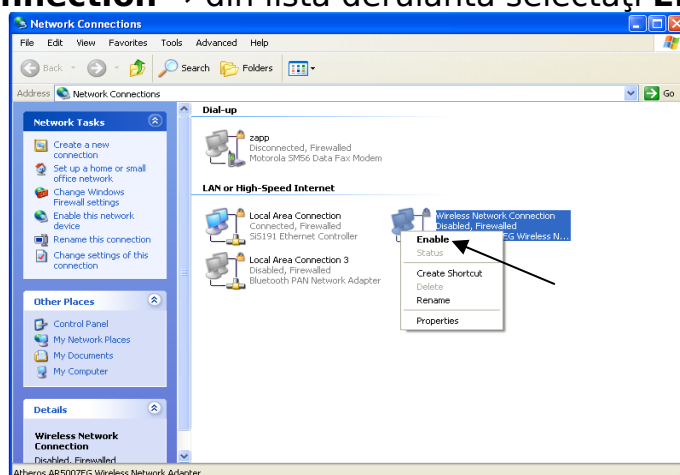 nnection → din lista derulantă selectaţi E
Network Connections
File Edit View Favorites Tools Advanced Help
Back Search Folders
Address Network Connections Go
Network Tasks
Create a new
connection
Set up a home or small
office network
Change Windows
Firewall settings
Enable this network
device
Rename this connection
Change settings of this
connection
Other Places
Control Panel
My Network Places
My Documents
My Computer
Details
Wireless Network
Connection
Disabled, Firewalled
Dial-up
zapp
Disconnected, Firewalled
Motorola SM56 Data Fax Modem
LAN or High-Speed Internet
Local Area Connection
Connected, Firewalled
SiS191 Ethernet Controller
Wireless Network Connection
Disabled, Firewalled
EG Wireless N...
Local Area Connection 3
Disabled, Firewalled
Bluetooth PAN Network Adapter
Enable
Status
Create Shortcut
Delete
Rename
Properties
Atheros AR5007EG Wireless Network Adapter